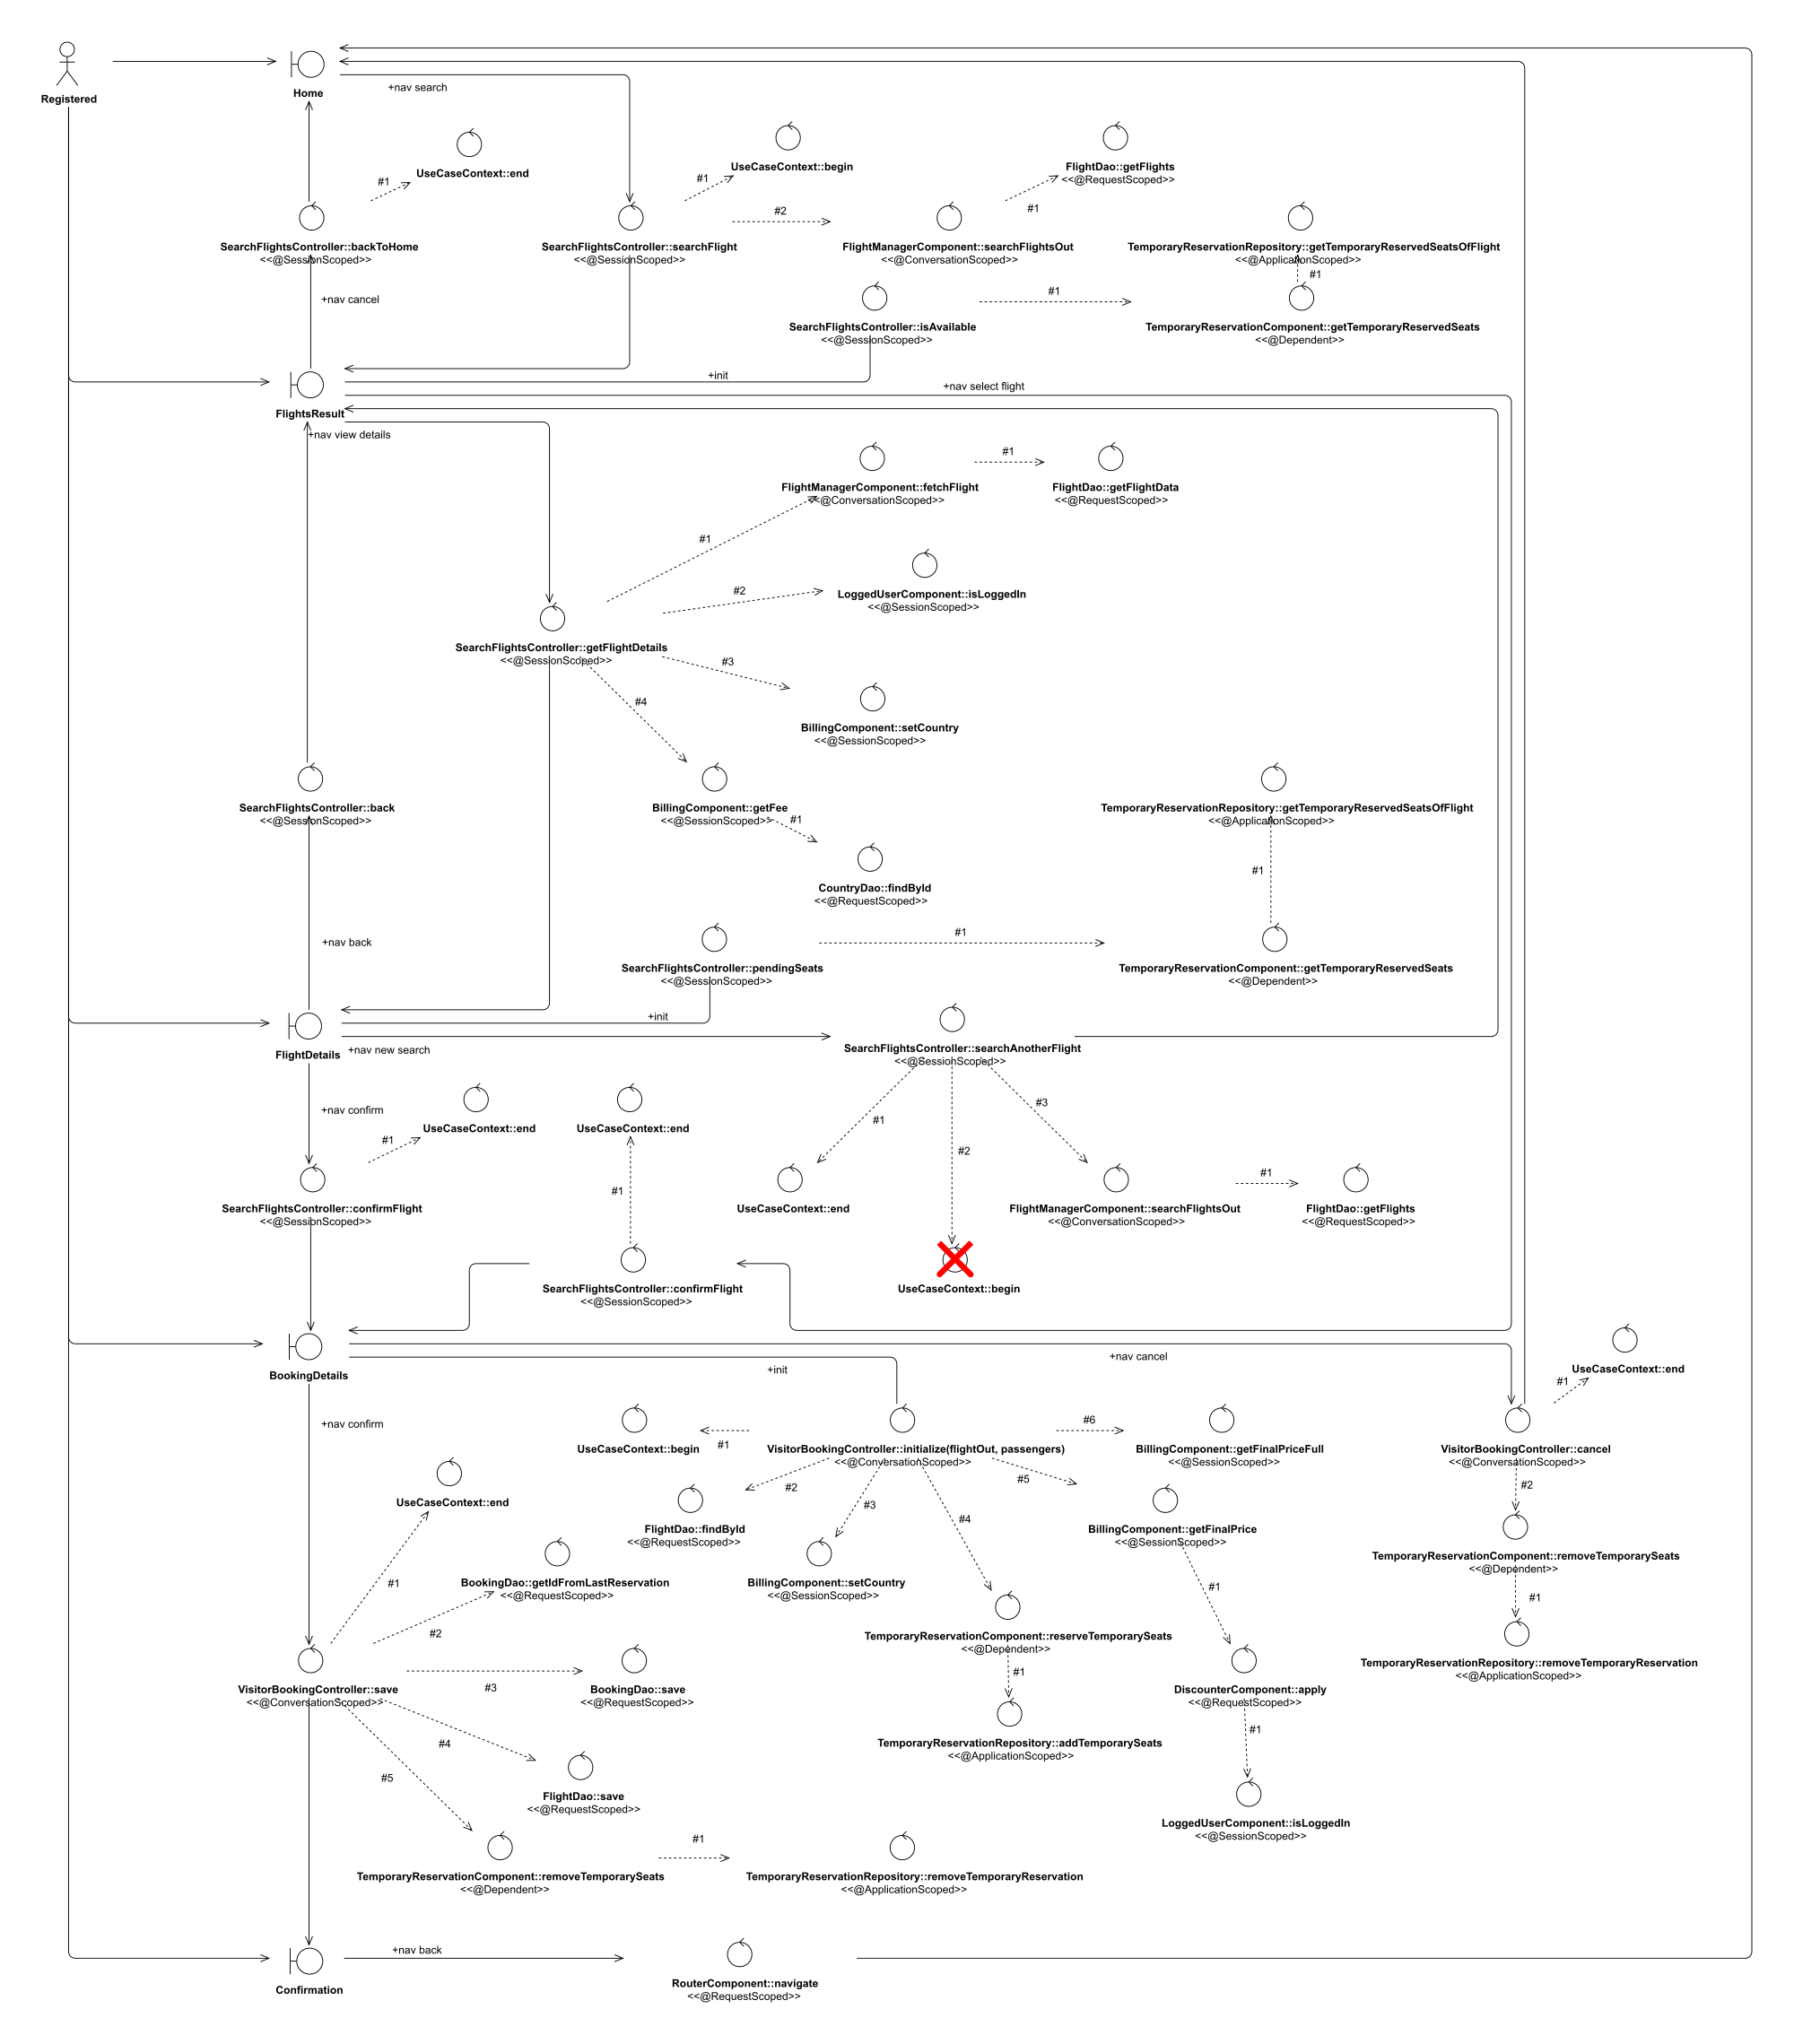 Registered
Home
+nav search
UseCaseContext::end
#1
UseCaseContext::begin
#1
FlightDao::getFlights
<<@RequestScoped>>
#1
SearchFlightsController::backToHome
<<@SessionScoped>>
SearchFlightsController::searchFlight
<<@SessionScoped>>
#2
FlightManagerComponent::searchFlightsOut
<<@ConversationScoped>>
TemporaryReservationRepository::getTemporaryReservedSeatsOfFlight
<<@ApplicationScoped>>
#1
+nav cancel
SearchFlightsController::isAvailable
<<@SessionScoped>>
#1
TemporaryReservationComponent::getTemporaryReservedSeats
<<@Dependent>>
+init
+nav select flight
FlightsResult
+nav view details
FlightManagerComponent::fetchFlight
<<@ConversationScoped>>
#1
FlightDao::getFlightData
<<@RequestScoped>>
#1
LoggedUserComponent::isLoggedIn
<<@SessionScoped>>
#2
SearchFlightsController::getFlightDetails
<<@SessionScoped>>
#3
#4
BillingComponent::setCountry
<<@SessionScoped>>
SearchFlightsController::back
<<@SessionScoped>>
BillingComponent::getFee
<<@SessionScoped>>
#1
TemporaryReservationRepository::getTemporaryReservedSeatsOfFlight
<<@ApplicationScoped>>
#1
CountryDao::findById
<<@RequestScoped>>
+nav back
SearchFlightsController::pendingSeats
<<@SessionScoped>>
#1
TemporaryReservationComponent::getTemporaryReservedSeats
<<@Dependent>>
+init
FlightDetails
+nav new search
SearchFlightsController::searchAnotherFlight
<<@SessionScoped>>
+nav confirm
UseCaseContext::end
#1
UseCaseContext::end
#1
#1
#2
#3
SearchFlightsController::confirmFlight
<<@SessionScoped>>
UseCaseContext::end
FlightManagerComponent::searchFlightsOut
<<@ConversationScoped>>
#1
FlightDao::getFlights
<<@RequestScoped>>
SearchFlightsController::confirmFlight
<<@SessionScoped>>
UseCaseContext::begin
BookingDetails
+init
+nav cancel
UseCaseContext::end
#1
+nav confirm
UseCaseContext::begin
#1
VisitorBookingController::initialize(flightOut, passengers)
<<@ConversationScoped>>
#6
BillingComponent::getFinalPriceFull
<<@SessionScoped>>
VisitorBookingController::cancel
<<@ConversationScoped>>
#2
#3
#4
#5
#2
UseCaseContext::end
FlightDao::findById
<<@RequestScoped>>
BillingComponent::getFinalPrice
<<@SessionScoped>>
TemporaryReservationComponent::removeTemporarySeats
<<@Dependent>>
#1
BookingDao::getIdFromLastReservation
<<@RequestScoped>>
BillingComponent::setCountry
<<@SessionScoped>>
#1
#1
#2
TemporaryReservationComponent::reserveTemporarySeats
<<@Dependent>>
#1
TemporaryReservationRepository::removeTemporaryReservation
<<@ApplicationScoped>>
VisitorBookingController::save
<<@ConversationScoped>>
#3
BookingDao::save
<<@RequestScoped>>
DiscounterComponent::apply
<<@RequestScoped>>
#1
#4
TemporaryReservationRepository::addTemporarySeats
<<@ApplicationScoped>>
#5
FlightDao::save
<<@RequestScoped>>
LoggedUserComponent::isLoggedIn
<<@SessionScoped>>
TemporaryReservationComponent::removeTemporarySeats
<<@Dependent>>
#1
TemporaryReservationRepository::removeTemporaryReservation
<<@ApplicationScoped>>
Confirmation
+nav back
RouterComponent::navigate
<<@RequestScoped>>